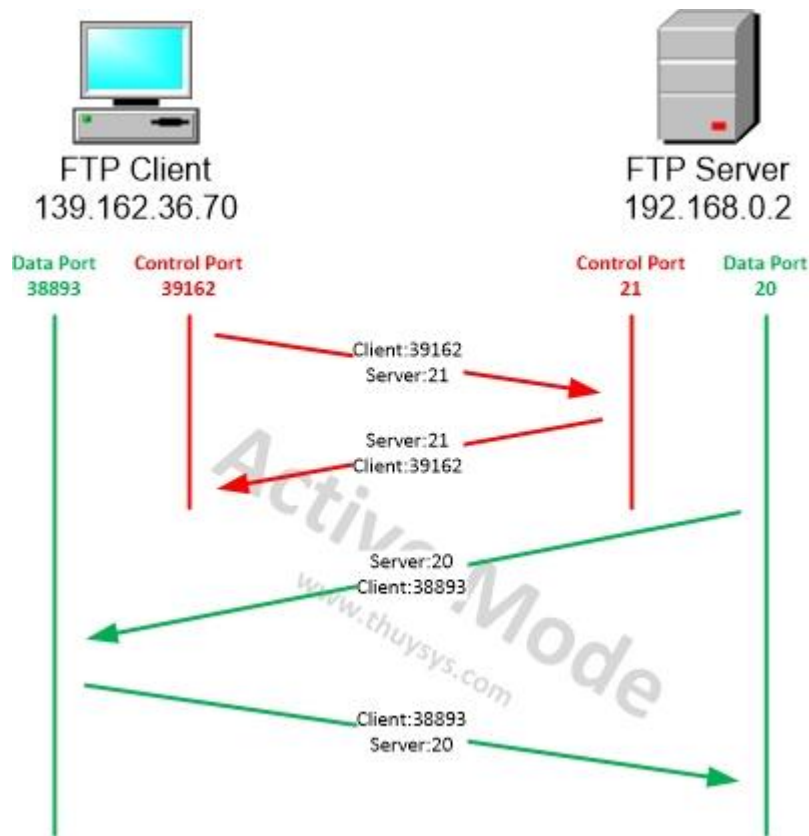 FTP Client
139.162.36.70
FTP Server
192.168.0.2
Data Port
38893
Control Port
39162
Control Port
21
Data Port
20
Client:39162
Server:21
Server:21
Client:39162
Active Mode
www.thuysys.com
Server:20
Client:38893
Client:38893
Server:20